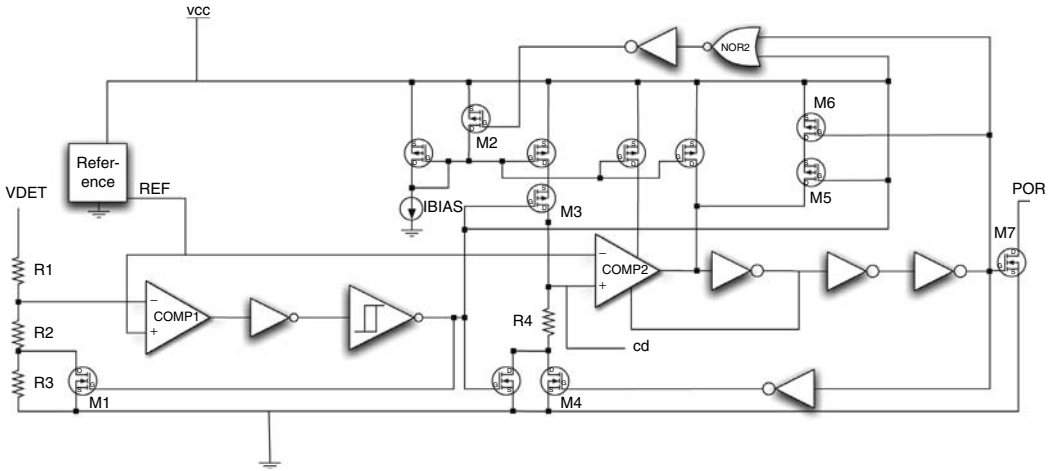 vcc
NOR2
M6
M2
Refer-
ence
VDET
REF
IBIAS
M3
M5
POR
M7
R1
COMP1
COMP2
R2
R4
cd
R3
M1
M4